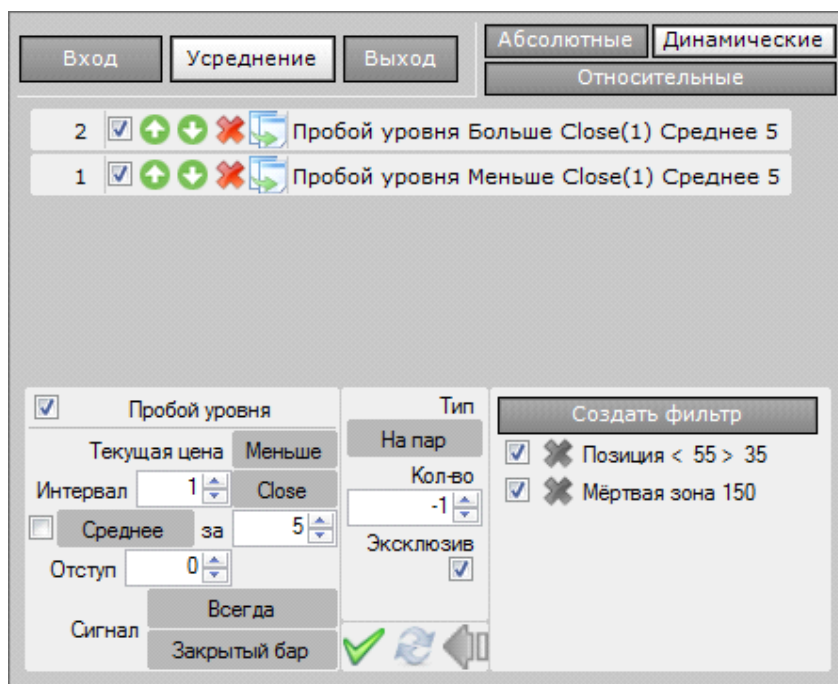 Вход Усреднение Выход Абсолютные Динамические
Относительные
2 Пробой уровня Больше Close(1) Среднее 5
1 Пробой уровня Меньше Close(1) Среднее 5
Пробой уровня
Текущая цена Меньше
Интервал 1 Close
Среднее за 5
Отступ 0
Сигнал Всегда
Закрытый бар
Тип
На пар
Кол-во
-1
Эксклюзив
Создать фильтр
Позиция < 55 > 35
Мёртвая зона 150